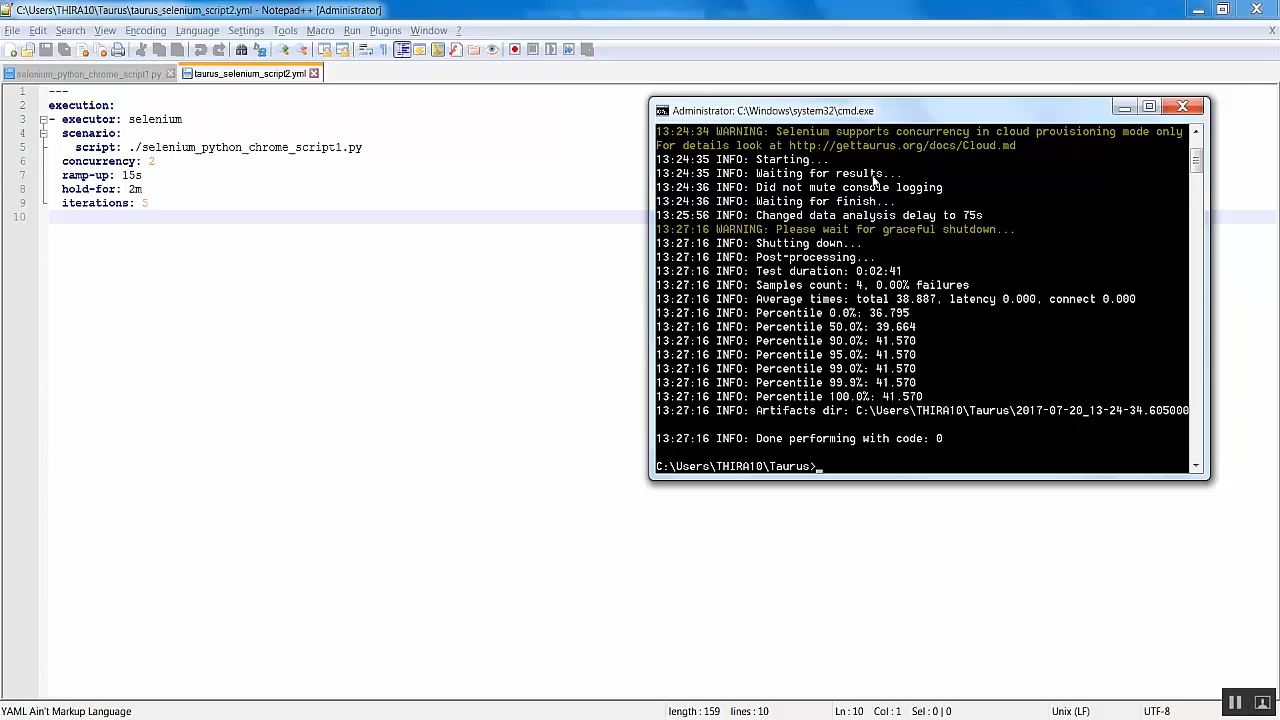 C:\Users\THIRA10\Taurus\taurus_selenium_script2.yml - Notepad++ [Administrator]
File Edit Search View Encoding Language Settings Tools Macro Run Plugins Window ? X
selenium_python_chrome_script1.py taurus_selenium_script2.yml
1 ---
2 execution:
3 - executor: selenium
4 scenario:
5 script: ./selenium_python_chrome_script1.py
6 concurrency: 2
7 ramp-up: 15s
8 hold-for: 2m
9 iterations: 5
10
Administrator: C:\Windows\system32\cmd.exe
13:24:34 WARNING: Selenium supports concurrency in cloud provisioning mode only
For details look at http://gettaurus.org/docs/Cloud.md
13:24:35 INFO: Starting...
13:24:35 INFO: Waiting for results...
13:24:36 INFO: Did not mute console logging
13:24:36 INFO: Waiting for finish...
13:25:56 INFO: Changed data analysis delay to 75s
13:27:16 WARNING: Please wait for graceful shutdown...
13:27:16 INFO: Shutting down...
13:27:16 INFO: Post-processing...
13:27:16 INFO: Test duration: 0:02:41
13:27:16 INFO: Samples count: 4, 0.00% failures
13:27:16 INFO: Average times: total 38.887, latency 0.000, connect 0.000
13:27:16 INFO: Percentile 0.0%: 36.795
13:27:16 INFO: Percentile 50.0%: 39.664
13:27:16 INFO: Percentile 90.0%: 41.570
13:27:16 INFO: Percentile 95.0%: 41.570
13:27:16 INFO: Percentile 99.0%: 41.570
13:27:16 INFO: Percentile 99.9%: 41.570
13:27:16 INFO: Percentile 100.0%: 41.570
13:27:16 INFO: Artifacts dir: C:\Users\THIRA10\Taurus\2017-07-20_13-24-34.605000
13:27:16 INFO: Done performing with code: 0
C:\Users\THIRA10\Taurus>_
YAML Ain't Markup Language length : 159 lines : 10 Ln : 10 Col : 1 Sel : 0 | 0 Unix (LF) UTF-8